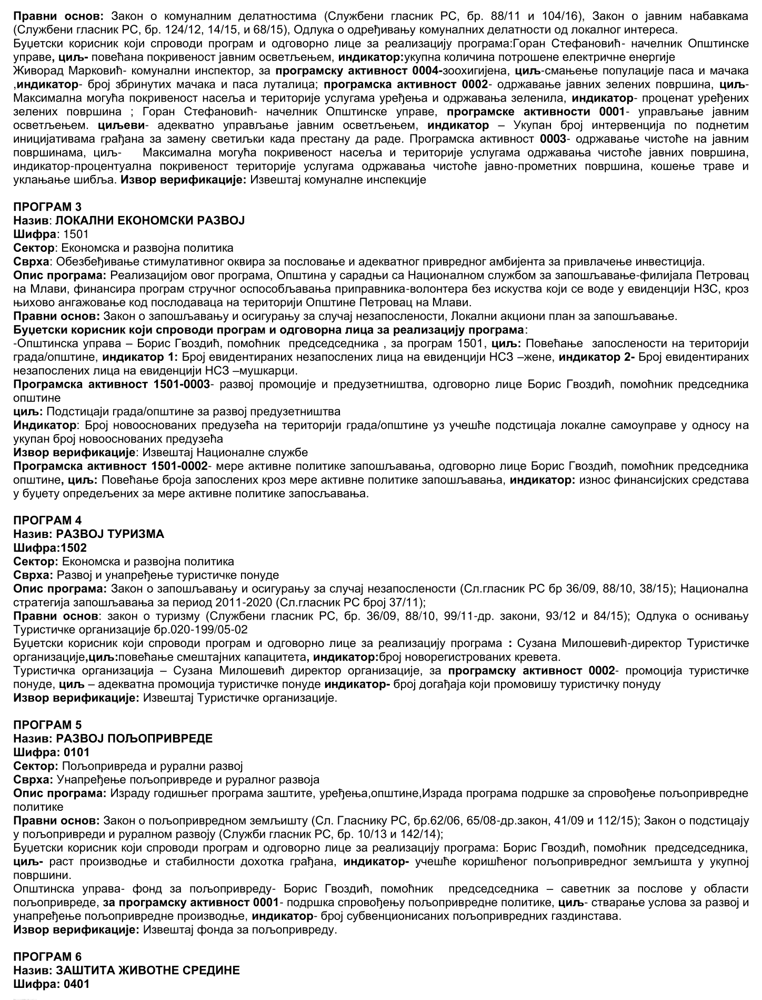 Правни основ: Закон о комуналним делатностима (Службени гласник РС, бр. 88/11 и 104/16), Закон о јавним набавкама
(Службени гласник РС, бр. 124/12, 14/15, и 68/15), Одлука о одређивању комуналних делатности од локалног интереса.
Буџетски корисник који спроводи програм и одговорно лице за реализацију програма:Горан Стефановић- начелник Општинске
управе, циљ- повећана покривеност јавним осветљењем, индикатор:укупна количина потрошене електричне енергије
Живорад Марковић- комунални инспектор, за програмску активност 0004-зоохигијена, циљ-смањење популације паса и мачака
,индикатор- број збринутих мачака и паса луталица; програмска активност 0002- одржавање јавних зелених површина, циљ-
Максимална могућа покривеност насеља и територије услугама уређења и одржавања зеленила, индикатор- проценат уређених
зелених површина ; Горан Стефановић- начелник Општинске управе, програмске активности 0001- управљање јавним
осветљењем. циљеви- адекватно управљање јавним осветљењем, индикатор – Укупан број интервенција по поднетим
иницијативама грађана за замену светиљки када престану да раде. Програмска активност 0003- одржавање чистоће на јавним
површинама, циљ- Максимална могућа покривеност насеља и територије услугама одржавања чистоће јавних површина,
индикатор-процентуална покривеност територије услугама одржавања чистоће јавно-прометних површина, кошење траве и
уклањање шибља. Извор верификације: Извештај комуналне инспекције
ПРОГРАМ 3
Назив: ЛОКАЛНИ ЕКОНОМСКИ РАЗВОЈ
Шифра: 1501
Сектор: Економска и развојна политика
Сврха: Обезбеђивање стимулативног оквира за пословање и адекватног привредног амбијента за привлачење инвестиција.
Опис програма: Реализацијом овог програма, Општина у сарадњи са Националном службом за запошљавање-филијала Петровац
на Млави, финансира програм стручног оспособљавања приправника-волонтера без искуства који се воде у евиденцији НЗС, кроз
њихово ангажовање код послодаваца на територији Општине Петровац на Млави.
Правни основ: Закон о запошљавању и осигурању за случај незапослености, Локални акциони план за запошљавање.
Буџетски корисник који спроводи програм и одговорна лица за реализацију програма:
-Општинска управа – Борис Гвоздић, помоћник председседника , за програм 1501, циљ: Повећање запослености на територији
града/општине, индикатор 1: Број евидентираних незапослених лица на евиденцији НСЗ –жене, индикатор 2- Број евидентираних
незапослених лица на евиденцији НСЗ –мушкарци.
Програмска активност 1501-0003- развој промоције и предузетништва, одговорно лице Борис Гвоздић, помоћник председника
општине
циљ: Подстицаји града/општине за развој предузетништва
Индикатор: Број новооснованих предузећа на територији града/општине уз учешће подстицаја локалне самоуправе у односу на
укупан број новооснованих предузећа
Извор верификације: Извештај Националне службе
Програмска активност 1501-0002- мере активне политике запошљавања, одговорно лице Борис Гвоздић, помоћник председника
општине, циљ: Повећање броја запослених кроз мере активне политике запошљавања, индикатор: износ финансијских средстава
у буџету опредељених за мере активне политике запосљавања.
ПРОГРАМ 4
Назив: РАЗВОЈ ТУРИЗМА
Шифра:1502
Сектор: Економска и развојна политика
Сврха: Развој и унапређење туристичке понуде
Опис програма: Закон о запошљавању и осигурању за случај незапослености (Сл.гласник РС бр 36/09, 88/10, 38/15); Национална
стратегија запошљавања за период 2011-2020 (Сл.гласник РС број 37/11);
Правни основ: закон о туризму (Службени гласник РС, бр. 36/09, 88/10, 99/11-др. закони, 93/12 и 84/15); Одлука о оснивању
Туристичке организације бр.020-199/05-02
Буџетски корисник који спроводи програм и одговорно лице за реализацију програма : Сузана Милошевић-директор Туристичке
организације,циљ:повећање смештајних капацитета, индикатор:број новорегистрованих кревета.
Туристичка организација – Сузана Милошевић директор организације, за програмску активност 0002- промоција туристичке
понуде, циљ – адекватна промоција туристичке понуде индикатор- број догађаја који промовишу туристичку понуду
Извор верификације: Извештај Туристичке организације.
ПРОГРАМ 5
Назив: РАЗВОЈ ПОЉОПРИВРЕДЕ
Шифра: 0101
Сектор: Пољопривреда и рурални развој
Сврха: Унапређење пољопривреде и руралног развоја
Опис програма: Израду годишњег програма заштите, уређења,општине,Израда програма подршке за спровођење пољопривредне
политике
Правни основ: Закон о пољопривредном земљишту (Сл. Гласнику РС, бр.62/06, 65/08-др.закон, 41/09 и 112/15); Закон о подстицају
у пољопривреди и руралном развоју (Служби гласник РС, бр. 10/13 и 142/14);
Буџетски корисник који спроводи програм и одговорно лице за реализацију програма: Борис Гвоздић, помоћник председседника,
циљ- раст производње и стабилности дохотка грађана, индикатор- учешће коришћеног пољопривредног земљишта у укупној
површини.
Општинска управа- фонд за пољопривреду- Борис Гвоздић, помоћник председседника – саветник за послове у области
пољопривреде, за програмску активност 0001- подршка спровођењу пољопривредне политике, циљ- стварање услова за развој и
унапређење пољопривредне производње, индикатор- број субвенционисаних пољопривредних газдинстава.
Извор верификације: Извештај фонда за пољопривреду.
ПРОГРАМ 6
Назив: ЗАШТИТА ЖИВОТНЕ СРЕДИНЕ
Шифра: 0401